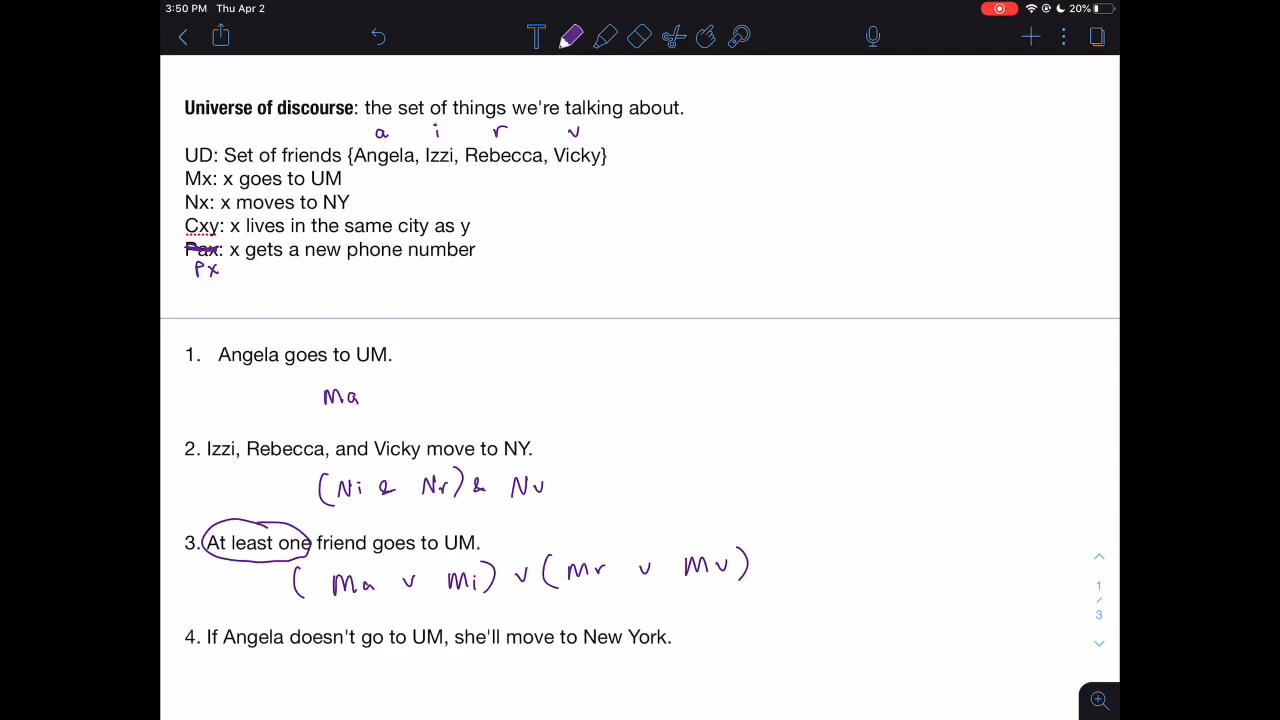 3:50 PM Thu Apr 2 20%
Universe of discourse: the set of things we're talking about.
a i r v
UD: Set of friends {Angela, Izzi, Rebecca, Vicky}
Mx: x goes to UM
Nx: x moves to NY
Cxy: x lives in the same city as y
Pax: x gets a new phone number
Px
1. Angela goes to UM.
Ma
2. Izzi, Rebecca, and Vicky move to NY.
(Ni & Nr) & Nv
3. At least one friend goes to UM.
(Ma v Mi) v (Mr v Mv)
1
/
3
4. If Angela doesn't go to UM, she'll move to New York.